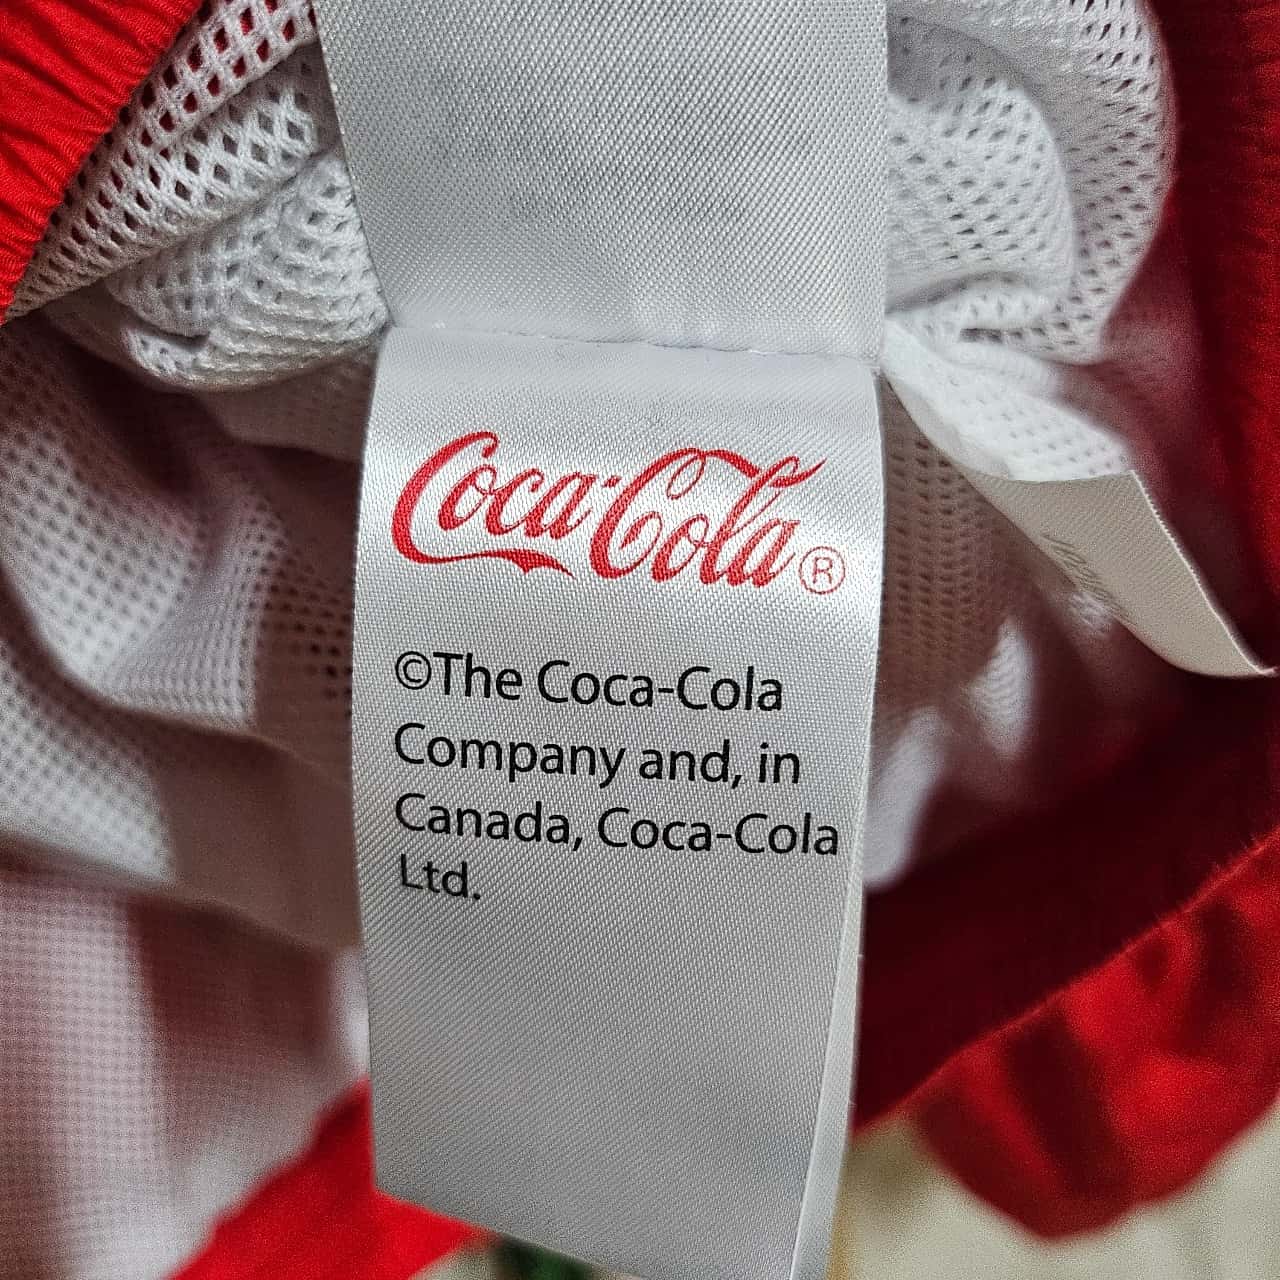 Coca-Cola®
©The Coca-Cola
Company and, in
Canada, Coca-Cola
Ltd.